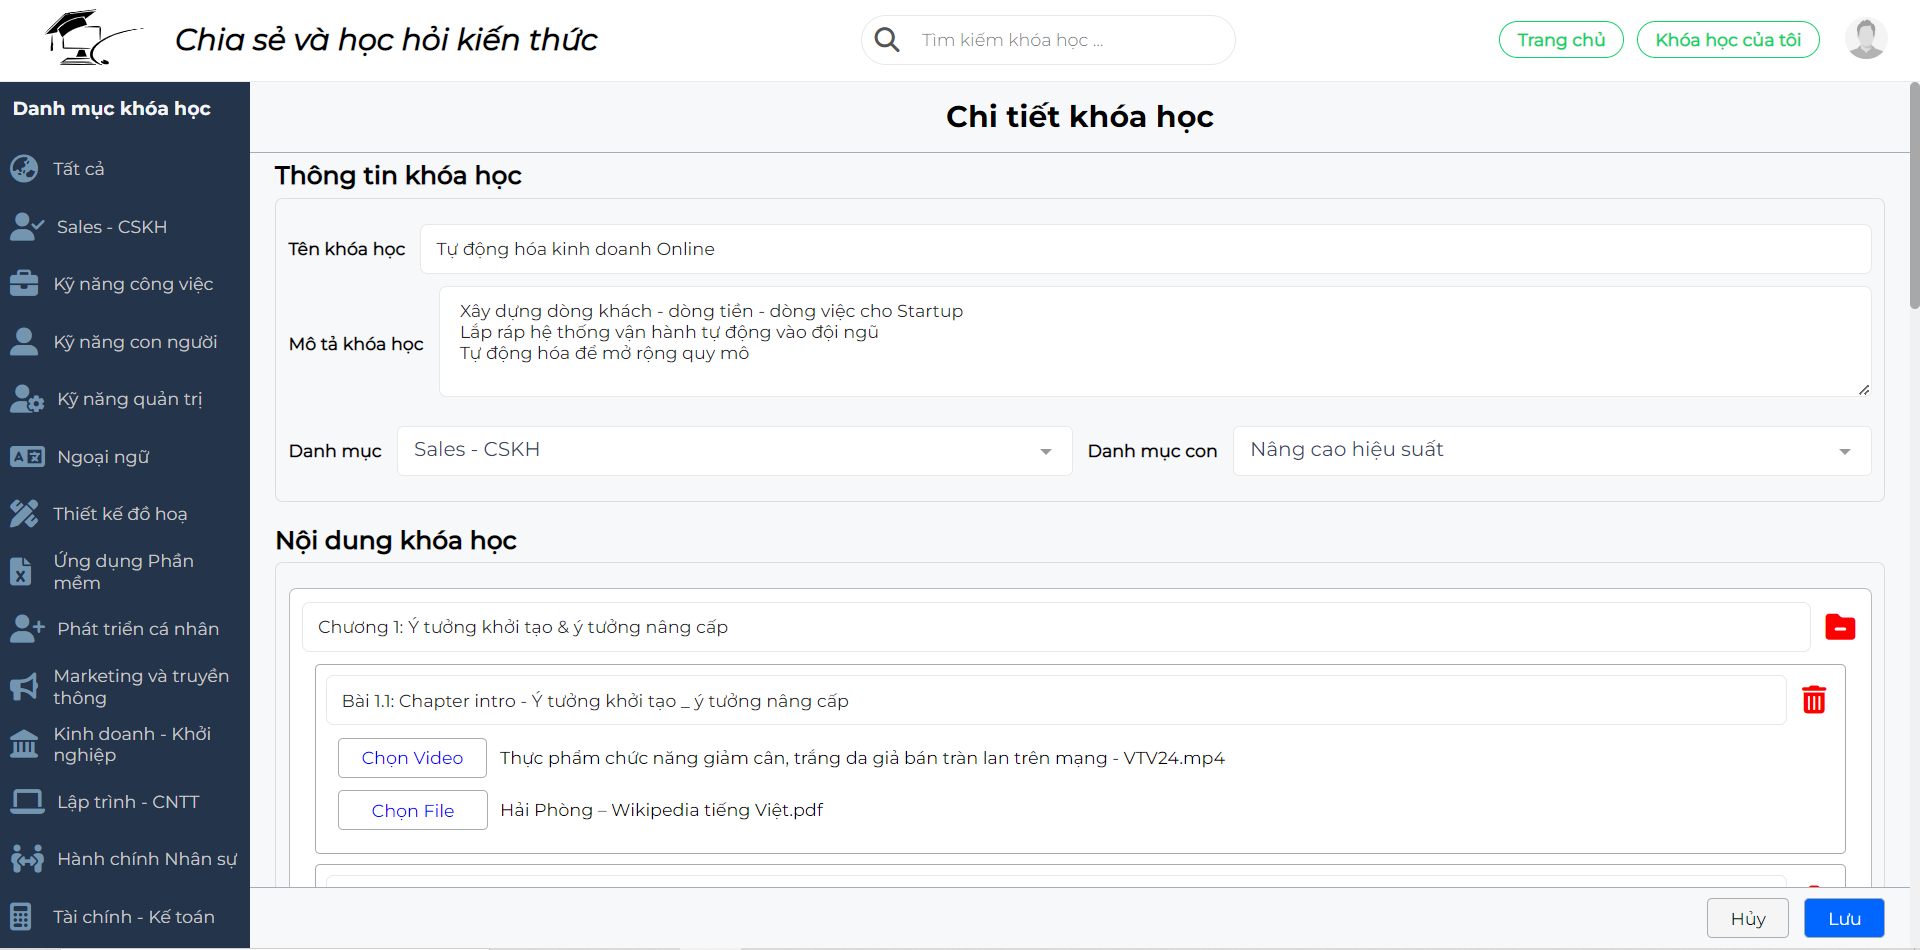 Chia sẻ và học hỏi kiến thức
Tìm kiếm khóa học ...
Trang chủ
Khóa học của tôi
Danh mục khóa học
Tất cả
Sales - CSKH
Kỹ năng công việc
Kỹ năng con người
Kỹ năng quản trị
Ngoại ngữ
Thiết kế đồ hoạ
Ứng dụng Phần
mềm
Phát triển cá nhân
Marketing và truyền
thông
Kinh doanh - Khởi
nghiệp
Lập trình - CNTT
Hành chính Nhân sự
Tài chính - Kế toán
Chi tiết khóa học
Thông tin khóa học
Tên khóa học
Tự động hóa kinh doanh Online
Mô tả khóa học
Xây dựng dòng khách - dòng tiền - dòng việc cho Startup
Lắp ráp hệ thống vận hành tự động vào đội ngũ
Tự động hóa để mở rộng quy mô
Danh mục
Sales - CSKH
Danh mục con
Nâng cao hiệu suất
Nội dung khóa học
Chương 1: Ý tưởng khởi tạo & ý tưởng nâng cấp
Bài 1.1: Chapter intro - Ý tưởng khởi tạo _ ý tưởng nâng cấp
Chọn Video
Thực phẩm chức năng giảm cân, trắng da giả bán tràn lan trên mạng - VTV24.mp4
Chọn File
Hải Phòng – Wikipedia tiếng Việt.pdf
Hủy
Lưu